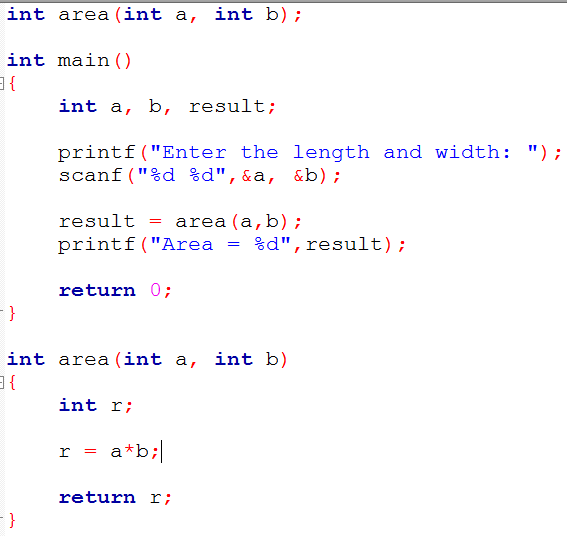 int area(int a, int b);
int main()
{
int a, b, result;
printf("Enter the length and width: ");
scanf("%d %d",&a, &b);
result = area(a,b);
printf("Area = %d",result);
return 0;
}
int area(int a, int b)
{
int r;
r = a*b;
return r;
}